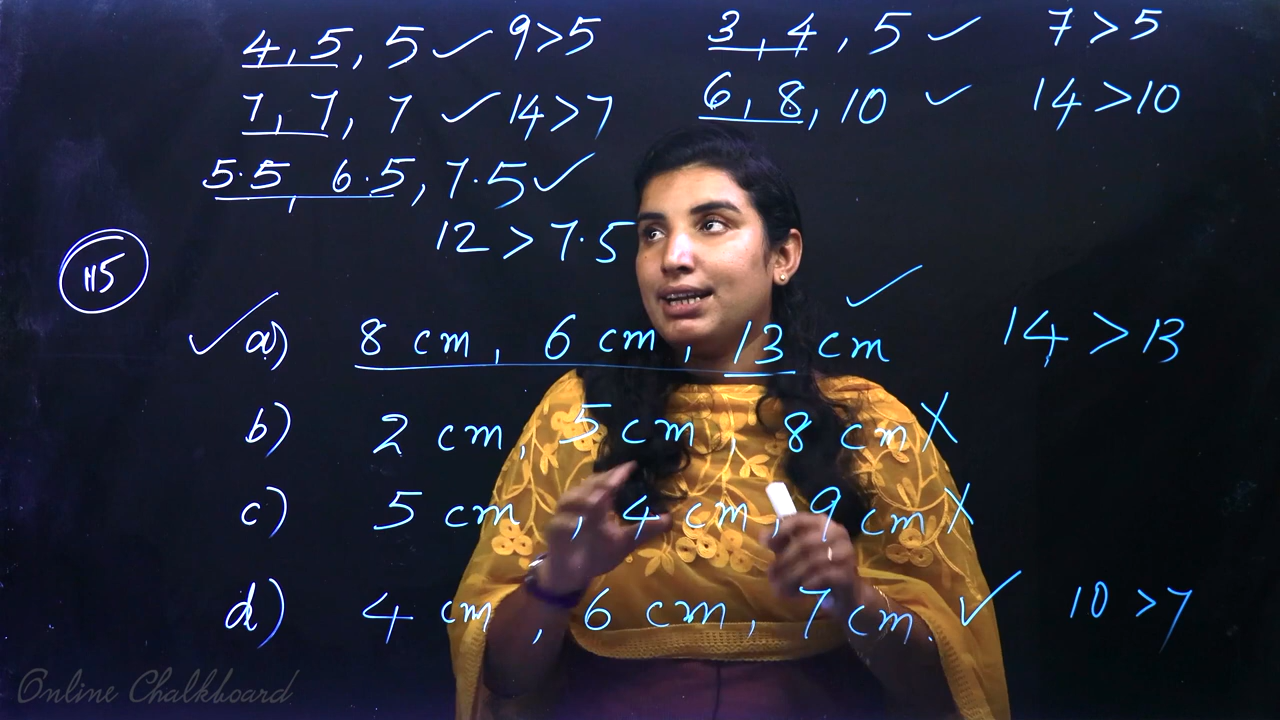 4, 5, 5 ✓ 9>5 3, 4, 5 ✓ 7>5
7, 7, 7 ✓ 14>7 6, 8, 10 ✓ 14>10
5.5, 6.5, 7.5 ✓
12 > 7.5
115
✓ a) 8 cm, 6 cm, 13 cm ✓ 14 > 13
b) 2 cm, 5 cm, 8 cm X
c) 5 cm, 4 cm, 9 cm X
d) 4 cm, 6 cm, 7 cm. ✓ 10 >7
Online Chalkboard